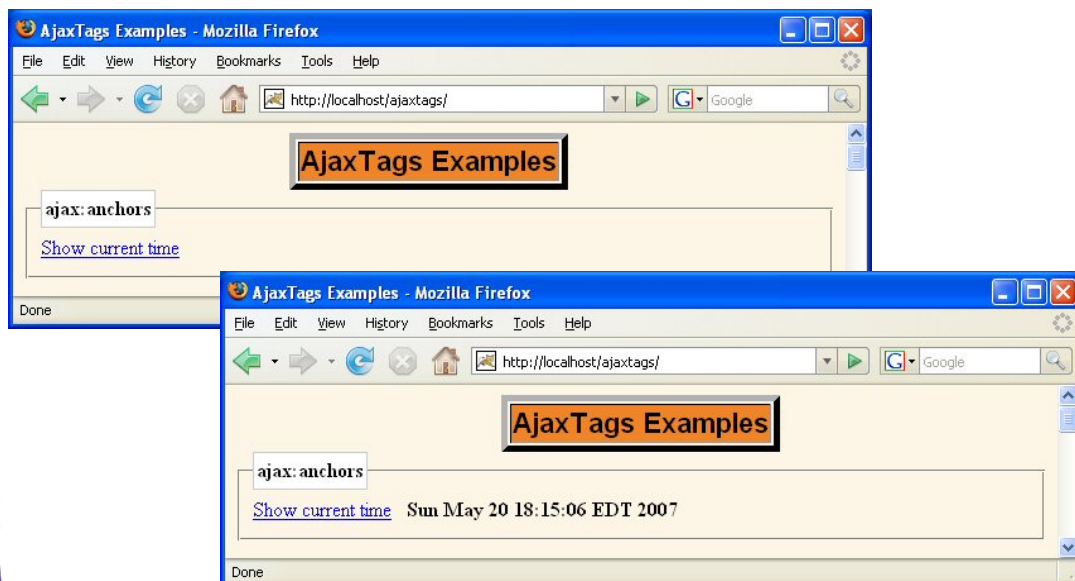 AjaxTags Examples - Mozilla Firefox
File Edit View History Bookmarks Tools Help
http://localhost/ajaxtags/ G Google
AjaxTags Examples
ajax:anchors
Show current time
Done
AjaxTags Examples - Mozilla Firefox
File Edit View History Bookmarks Tools Help
http://localhost/ajaxtags/ G Google
AjaxTags Examples
ajax:anchors
Show current time Sun May 20 18:15:06 EDT 2007
Done